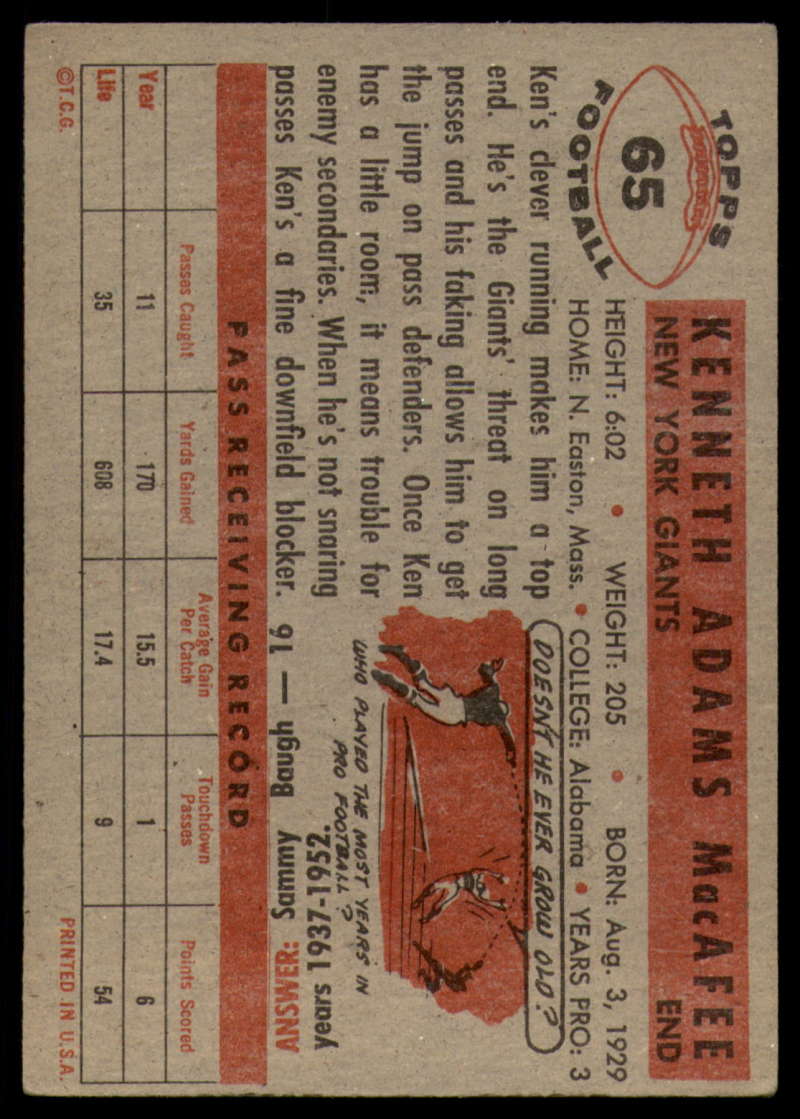 TOPPS
65
FOOTBALL
KENNETH ADAMS MacAFEE
NEW YORK GIANTS END
HEIGHT: 6:02 • WEIGHT: 205 • BORN: Aug. 3, 1929
HOME: N. Easton, Mass. • COLLEGE: Alabama • YEARS PRO: 3
Ken's clever running makes him a top
end. He's the Giants' threat on long
passes and his faking allows him to get
the jump on pass defenders. Once Ken
has a little room, it means trouble for
enemy secondaries. When he's not snaring
passes Ken's a fine downfield blocker.
DOESN'T HE EVER GROW OLD?
WHO PLAYED THE MOST YEARS IN
PRO FOOTBALL?
ANSWER: Sammy Baugh — 16
Years 1937-1952.
PASS RECEIVING RECORD
Passes Caught Yards Gained Average Gain Per Catch Touchdown Passes Points Scored
Year 11 170 15.5 1 6
Life 35 608 17.4 9 54
©T.C.G. PRINTED IN U.S.A.